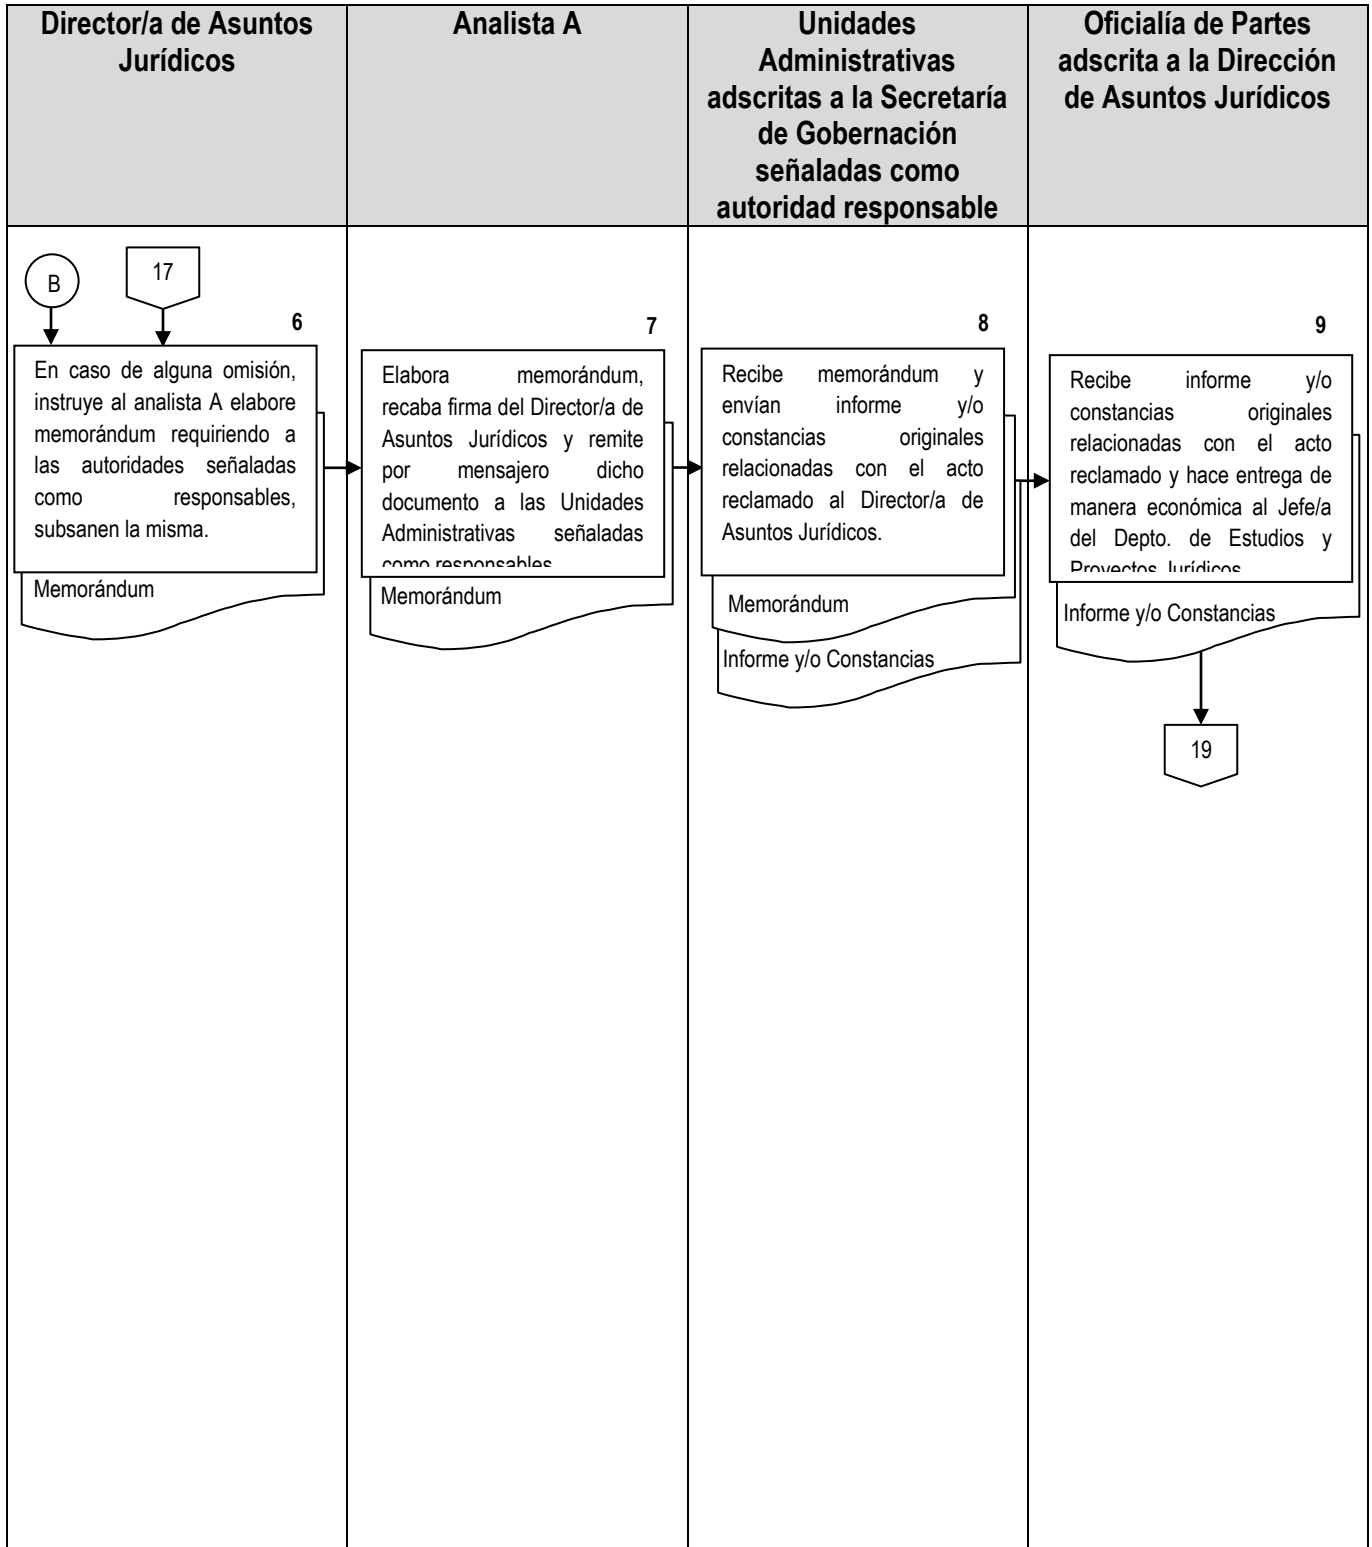 Director/a de Asuntos
Jurídicos
Analista A
Unidades
Administrativas
adscritas a la Secretaría
de Gobernación
señaladas como
autoridad responsable
Oficialía de Partes
adscrita a la Dirección
de Asuntos Jurídicos
B
17
6
En caso de alguna omisión,
instruye al analista A elabore
memorándum requiriendo a
las autoridades señaladas
como responsables,
subsanen la misma.
Memorándum
7
Elabora memorándum,
recaba firma del Director/a de
Asuntos Jurídicos y remite
por mensajero dicho
documento a las Unidades
Administrativas señaladas
como responsables
Memorándum
8
Recibe memorándum y
envían informe y/o
constancias originales
relacionadas con el acto
reclamado al Director/a de
Asuntos Jurídicos.
Memorándum
Informe y/o Constancias
9
Recibe informe y/o
constancias originales
relacionadas con el acto
reclamado y hace entrega de
manera económica al Jefe/a
del Depto. de Estudios y
Proyectos Jurídicos
Informe y/o Constancias
19